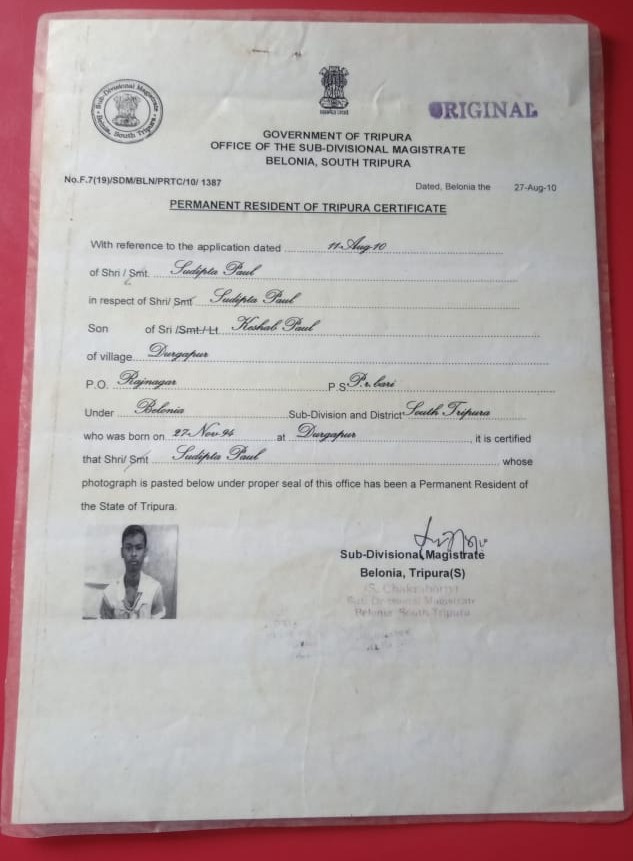 Sub-Divisional Magistrate
Belonia, South Tripura
ORIGINAL
GOVERNMENT OF TRIPURA
OFFICE OF THE SUB-DIVISIONAL MAGISTRATE
BELONIA, SOUTH TRIPURA
No.F.7(19)/SDM/BLN/PRTC/10/ 1387
Dated, Belonia the 27-Aug-10
PERMANENT RESIDENT OF TRIPURA CERTIFICATE
With reference to the application dated 11-Aug-10
of Shri / Smt. Sudipta Paul
in respect of Shri/ Smt Sudipta Paul
Son of Sri /Smt./ Lt. Keshab Paul
of village Durgapur
P.O. Rajnagar P.S P.r. bari
Under Belonia Sub-Division and District South Tripura
who was born on 27-Nov-94 at Durgapur, it is certified
that Shri/ Smt Sudipta Paul whose
photograph is pasted below under proper seal of this office has been a Permanent Resident of
the State of Tripura.
Sub-Divisional Magistrate
Belonia, Tripura(S)
(S. Chakraborty)
Sub Divisional Magistrate
Belonia South Tripura